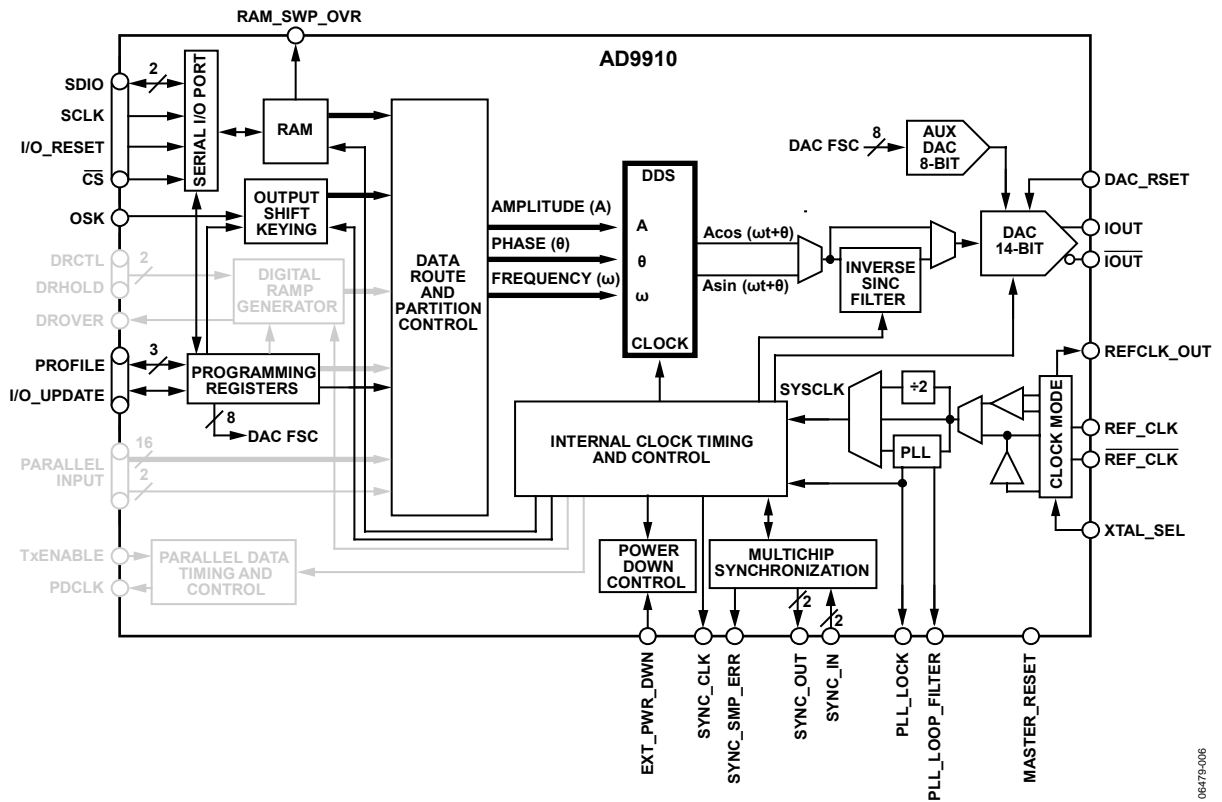 RAM_SWP_OVR
AD9910
SDIO
2
SCLK
I/O_RESET
CS
SERIAL I/O PORT
RAM
OSK
OUTPUT
SHIFT
KEYING
DRCTL
2
DRHOLD
DROVER
DIGITAL
RAMP
GENERATOR
PROFILE
3
I/O_UPDATE
PROGRAMMING
REGISTERS
8
DAC FSC
PARALLEL
INPUT
16
2
TxENABLE
PDCLK
PARALLEL DATA
TIMING AND
CONTROL
DATA
ROUTE
AND
PARTITION
CONTROL
AMPLITUDE (A)
PHASE (θ)
FREQUENCY (ω)
DDS
A
θ
ω
CLOCK
Acos (ωt+θ)
Asin (ωt+θ)
INVERSE
SINC
FILTER
DAC FSC
8
AUX
DAC
8-BIT
DAC
14-BIT
DAC_RSET
IOUT
IOUT
REFCLK_OUT
REF_CLK
REF_CLK
XTAL_SEL
CLOCK MODE
SYSCLK
÷2
PLL
INTERNAL CLOCK TIMING
AND CONTROL
POWER
DOWN
CONTROL
MULTICHIP
SYNCHRONIZATION
2
2
EXT_PWR_DWN
SYNC_CLK
SYNC_SMP_ERR
SYNC_OUT
SYNC_IN
PLL_LOCK
PLL_LOOP_FILTER
MASTER_RESET
06479-006